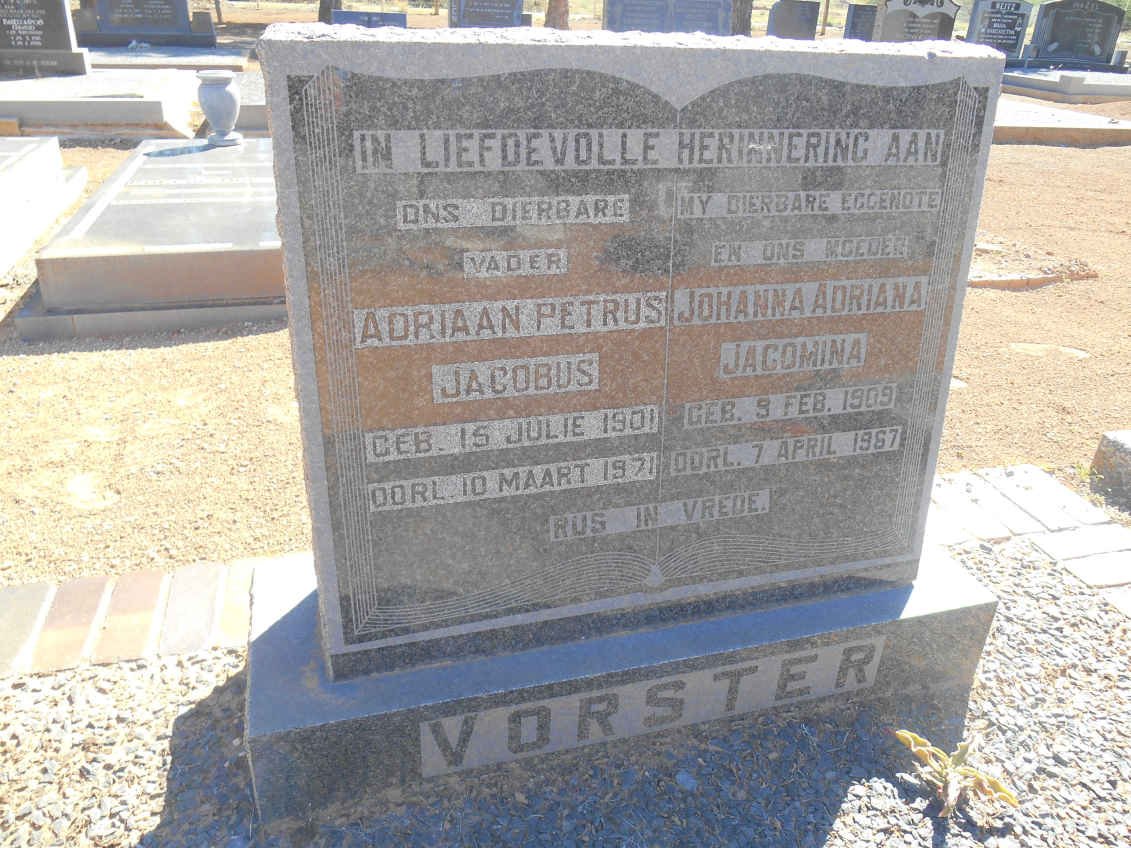 IN LIEFDEVOLLE HERINNERING AAN
ONS DIERBARE
VADER
ADRIAAN PETRUS
JACOBUS
GEB. 15 JULIE 1901
OORL. 10 MAART 1971
MY DIERBARE EGGENOTE
EN ONS MOEDER
JOHANNA ADRIANA
JACOMINA
GEB. 9 FEB. 1909
OORL. 7 APRIL 1967
RUS IN VREDE.
VORSTER